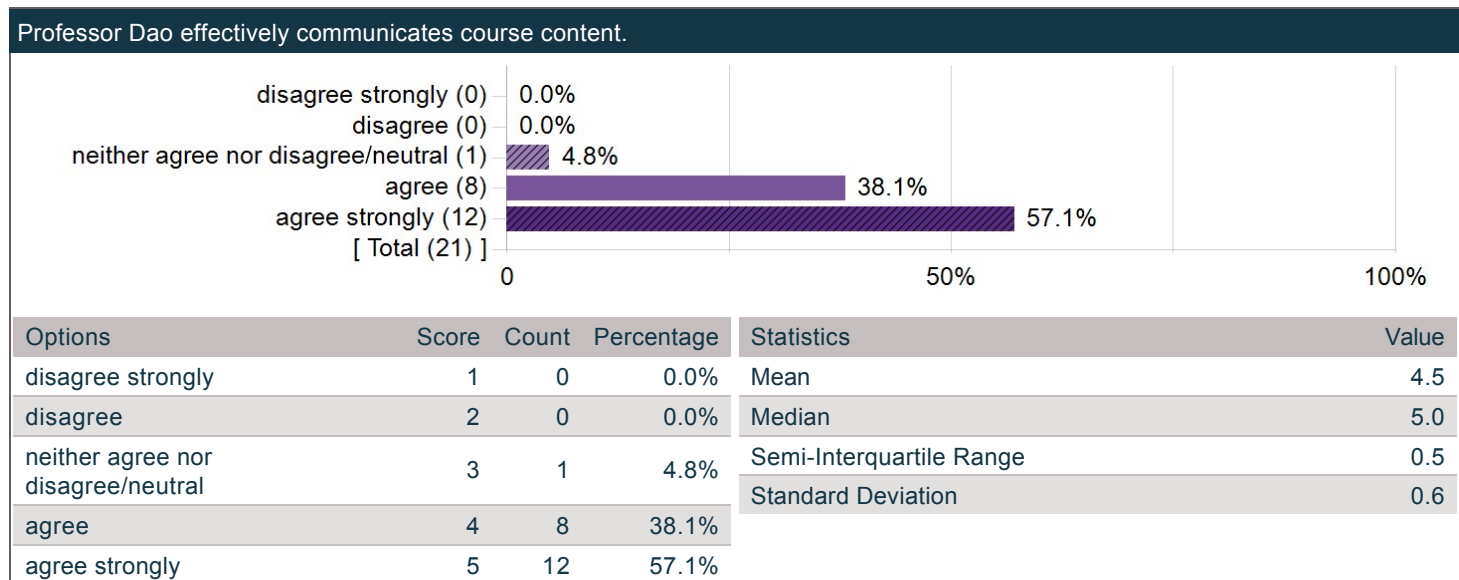 Professor Dao effectively communicates course content.
disagree strongly (0) 0.0%
disagree (0) 0.0%
neither agree nor disagree/neutral (1) 4.8%
agree (8) 38.1%
agree strongly (12) 57.1%
[ Total (21) ]
0 50% 100%
Options Score Count Percentage
disagree strongly 1 0 0.0%
disagree 2 0 0.0%
neither agree nor
disagree/neutral 3 1 4.8%
agree 4 8 38.1%
agree strongly 5 12 57.1%
Statistics Value
Mean 4.5
Median 5.0
Semi-Interquartile Range 0.5
Standard Deviation 0.6